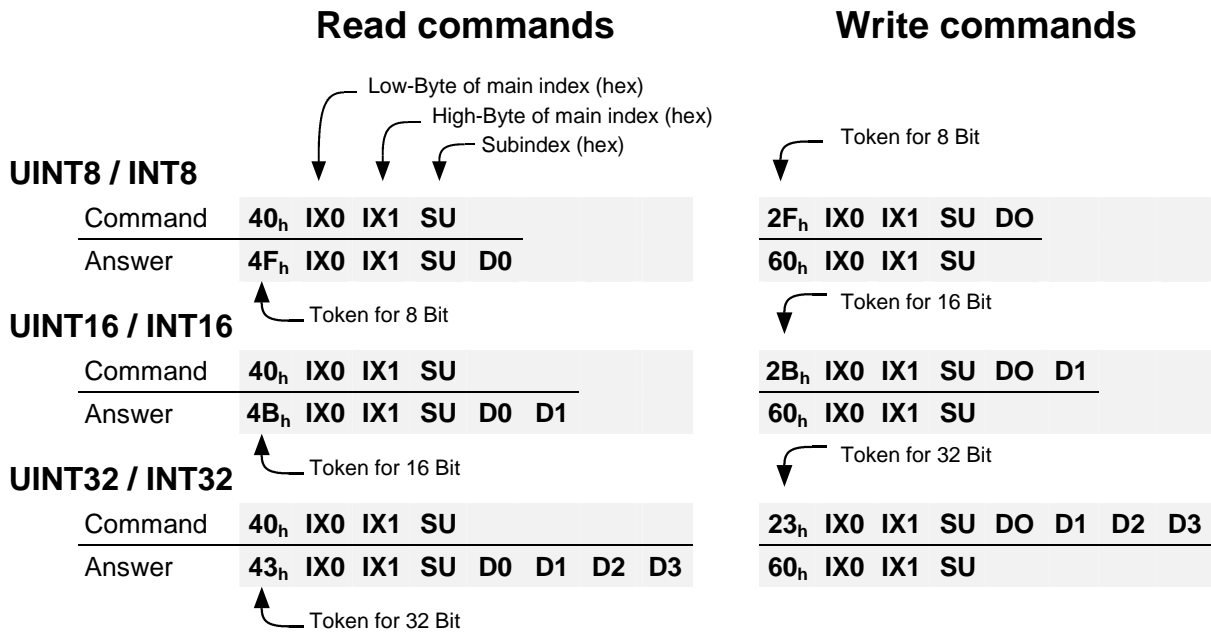 Read commands Write commands
Low-Byte of main index (hex)
High-Byte of main index (hex)
Subindex (hex)
Token for 8 Bit
UINT8 / INT8
Command 40h IX0 IX1 SU 2Fh IX0 IX1 SU DO
Answer 4Fh IX0 IX1 SU D0 60h IX0 IX1 SU
Token for 8 Bit
Token for 16 Bit
UINT16 / INT16
Command 40h IX0 IX1 SU 2Bh IX0 IX1 SU DO D1
Answer 4Bh IX0 IX1 SU D0 D1 60h IX0 IX1 SU
Token for 16 Bit
Token for 32 Bit
UINT32 / INT32
Command 40h IX0 IX1 SU 23h IX0 IX1 SU DO D1 D2 D3
Answer 43h IX0 IX1 SU D0 D1 D2 D3 60h IX0 IX1 SU
Token for 32 Bit